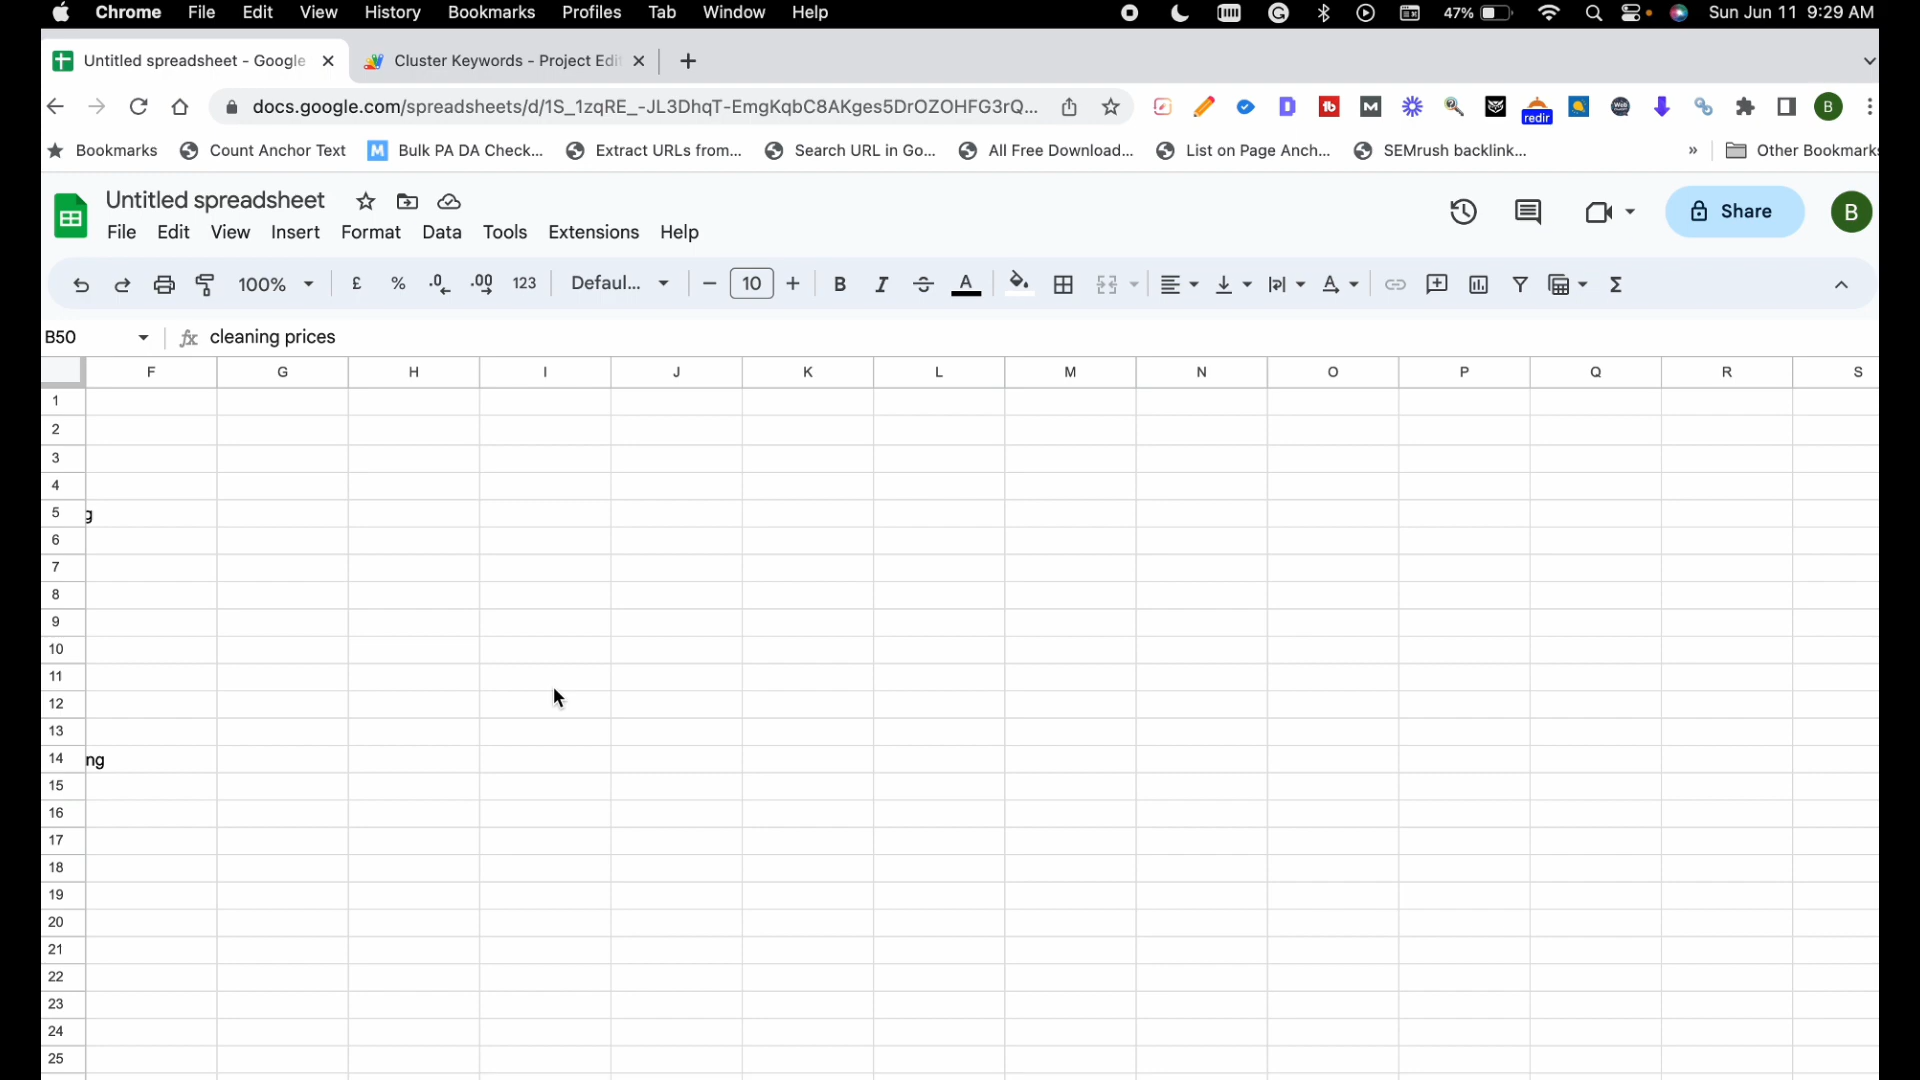 Chrome File Edit View History Bookmarks Profiles Tab Window Help 47% Sun Jun 11 9:29 AM
Untitled spreadsheet - Google Cluster Keywords - Project Edit
docs.google.com/spreadsheets/d/1S_1zqRE_-JL3DhqT-EmgKqbC8AKges5DrOZOHFG3rQ... redir B
Bookmarks Count Anchor Text M Bulk PA DA Check... Extract URLs from... Search URL in Go... All Free Download... List on Page Anch... SEMrush backlink... » Other Bookmarks
Untitled spreadsheet
File Edit View Insert Format Data Tools Extensions Help
Share B
100% £ % .0 .00 123 Defaul... 10 B I A Σ
B50 fx cleaning prices
F G H I J K L M N O P Q R S
1
2
3
4
5 g
6
7
8
9
10
11
12
13
14 ng
15
16
17
18
19
20
21
22
23
24
25